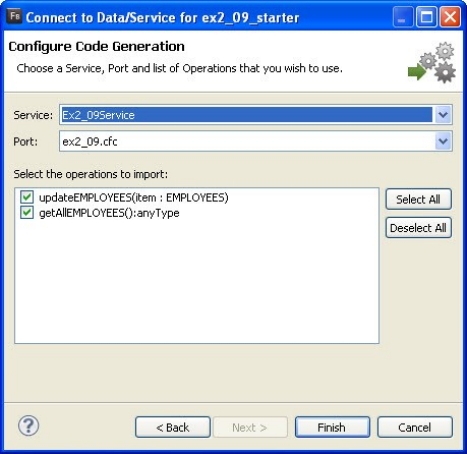 Fb Connect to Data/Service for ex2_09_starter
Configure Code Generation
Choose a Service, Port and list of Operations that you wish to use.
Service: Ex2_09Service
Port: ex2_09.cfc
Select the operations to import:
updateEMPLOYEES(item : EMPLOYEES)
Select All
getAllEMPLOYEES():anyType
Deselect All
? < Back Next > Finish Cancel